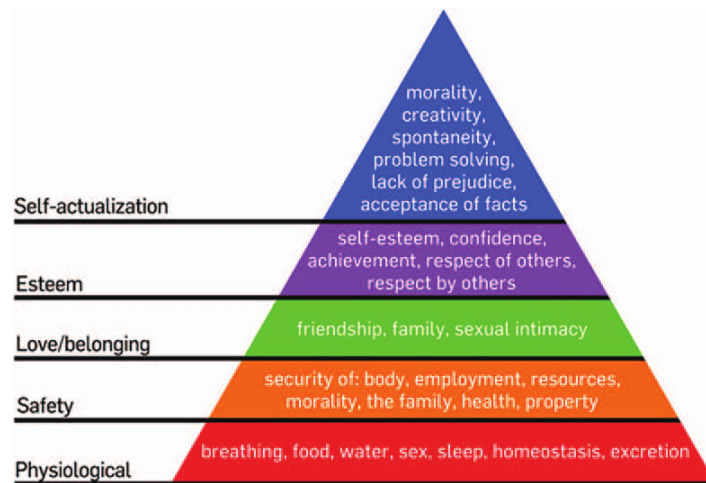 morality,
creativity,
spontaneity,
problem solving,
lack of prejudice,
acceptance of facts
Self-actualization
self-esteem, confidence,
achievement, respect of others,
respect by others
Esteem
friendship, family, sexual intimacy
Love/belonging
security of: body, employment, resources,
morality, the family, health, property
Safety
breathing, food, water, sex, sleep, homeostasis, excretion
Physiological